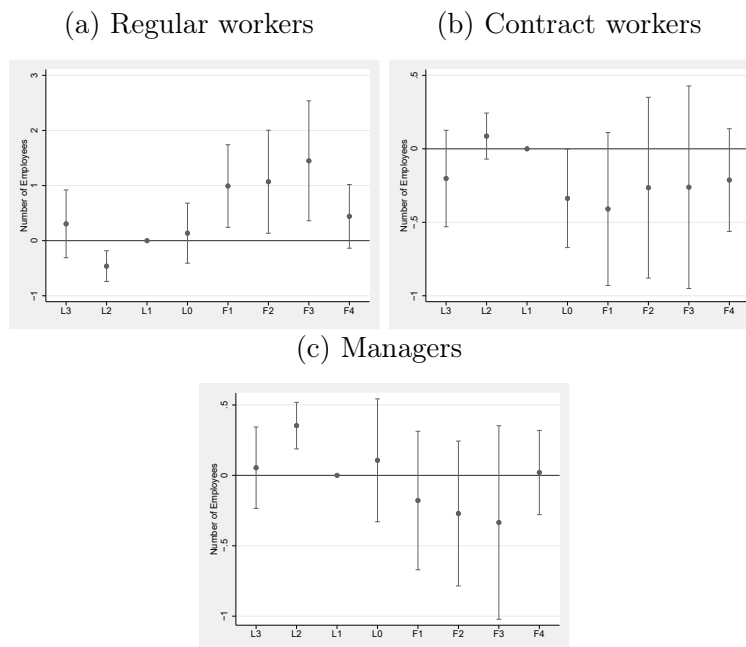 (a) Regular workers
Number of Employees
3
2
1
0
−1
L3 L2 L1 L0 F1 F2 F3 F4
(b) Contract workers
Number of Employees
.5
0
−.5
−1
L3 L2 L1 L0 F1 F2 F3 F4
(c) Managers
Number of Employees
.5
0
−.5
−1
L3 L2 L1 L0 F1 F2 F3 F4